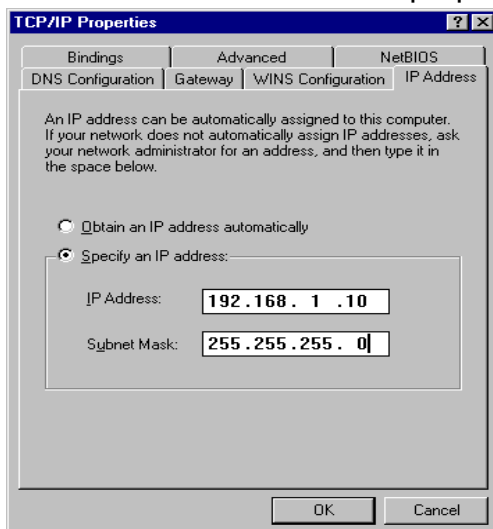 TCP/IP Properties
Bindings Advanced NetBIOS
DNS Configuration Gateway WINS Configuration IP Address
An IP address can be automatically assigned to this computer.
If your network does not automatically assign IP addresses, ask
your network administrator for an address, and then type it in
the space below.
Obtain an IP address automatically
Specify an IP address:
IP Address: 192.168. 1 .10
Subnet Mask: 255.255.255. 0
OK Cancel